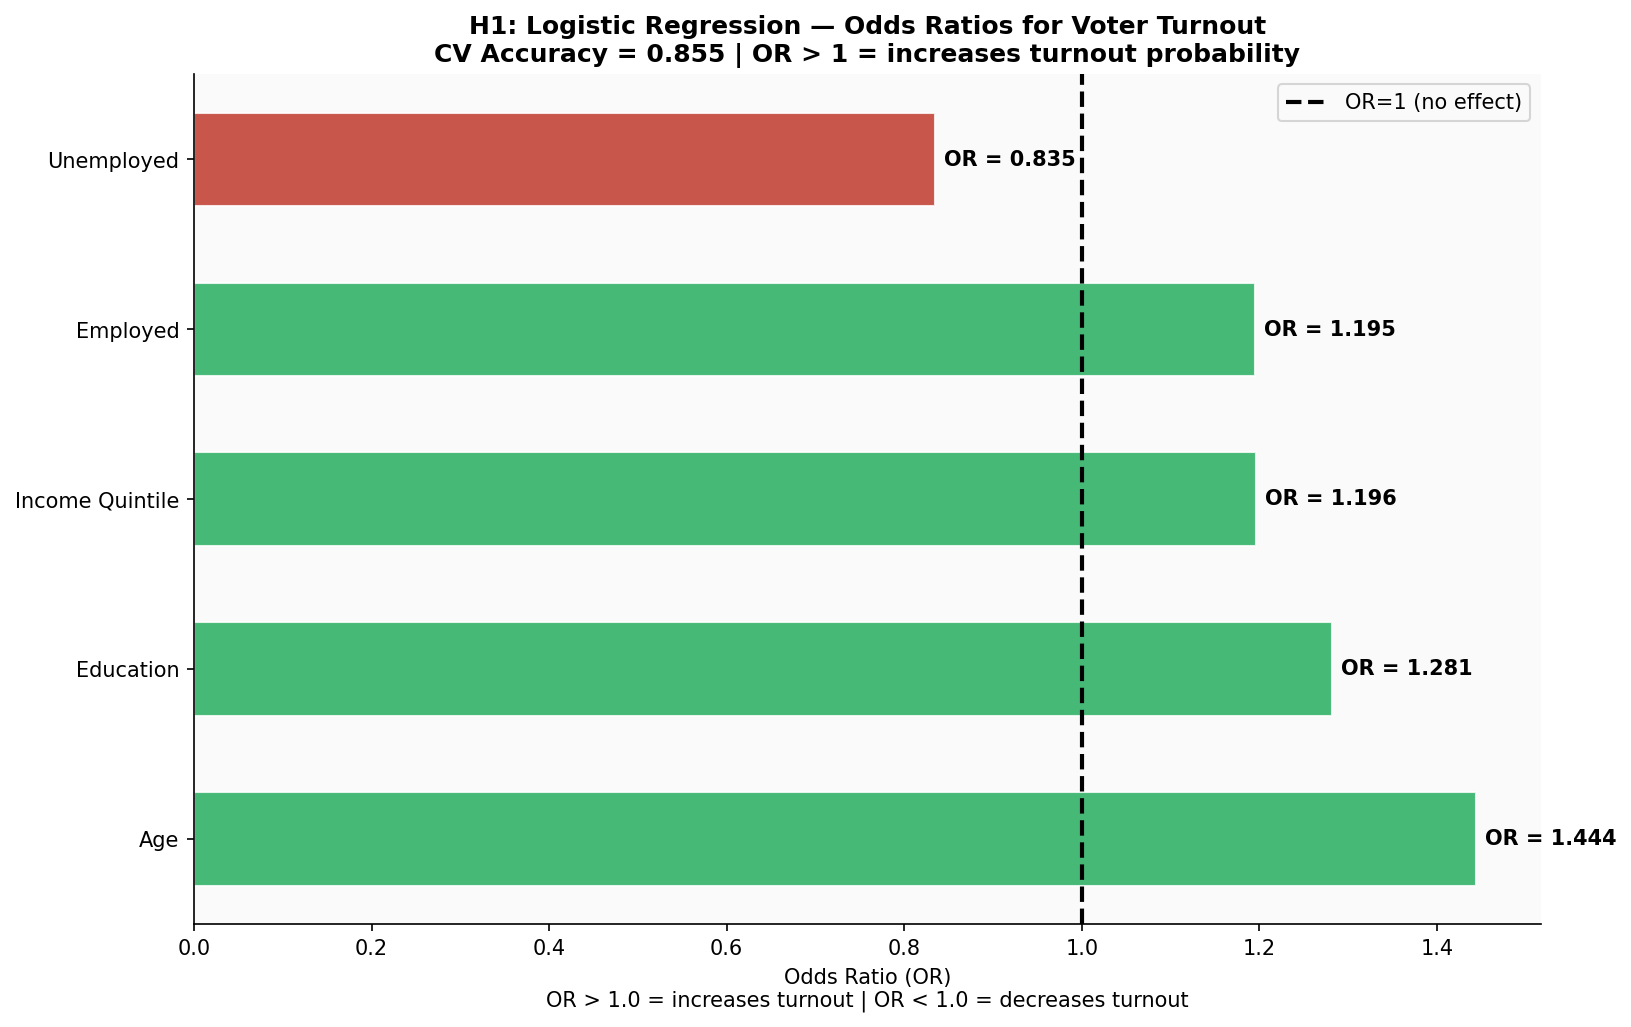 H1: Logistic Regression — Odds Ratios for Voter Turnout
CV Accuracy = 0.855 | OR > 1 = increases turnout probability
OR=1 (no effect)
Unemployed
OR = 0.835
Employed
OR = 1.195
Income Quintile
OR = 1.196
Education
OR = 1.281
Age
OR = 1.444
0.0 0.2 0.4 0.6 0.8 1.0 1.2 1.4
Odds Ratio (OR)
OR > 1.0 = increases turnout | OR < 1.0 = decreases turnout